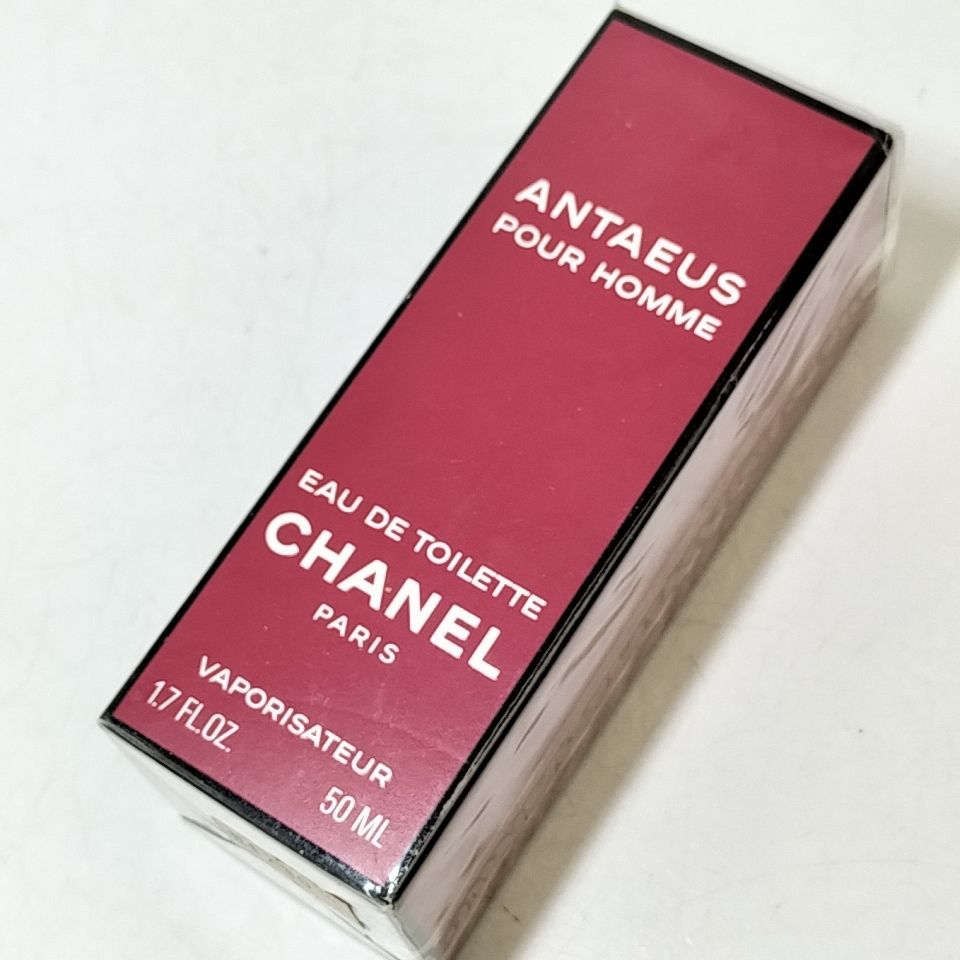 ANTAEUS
POUR HOMME
EAU DE TOILETTE
CHANEL
PARIS
VAPORISATEUR
1.7 FL.OZ. 50 ML